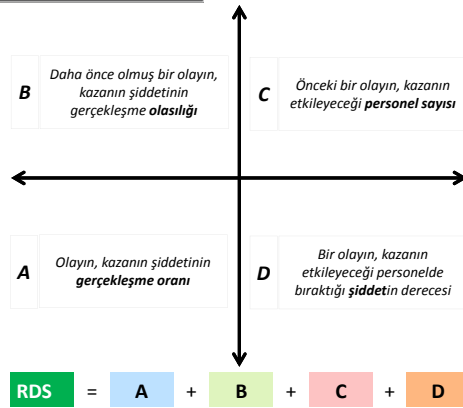 B
Daha önce olmuş bir olayın,
kazanın şiddetinin
gerçekleşme olasılığı
C
Önceki bir olayın, kazanın
etkileyeceği personel sayısı
A
Olayın, kazanın şiddetinin
gerçekleşme oranı
D
Bir olayın, kazanın
etkileyeceği personelde
bıraktığı şiddetin derecesi
RDS = A + B + C + D